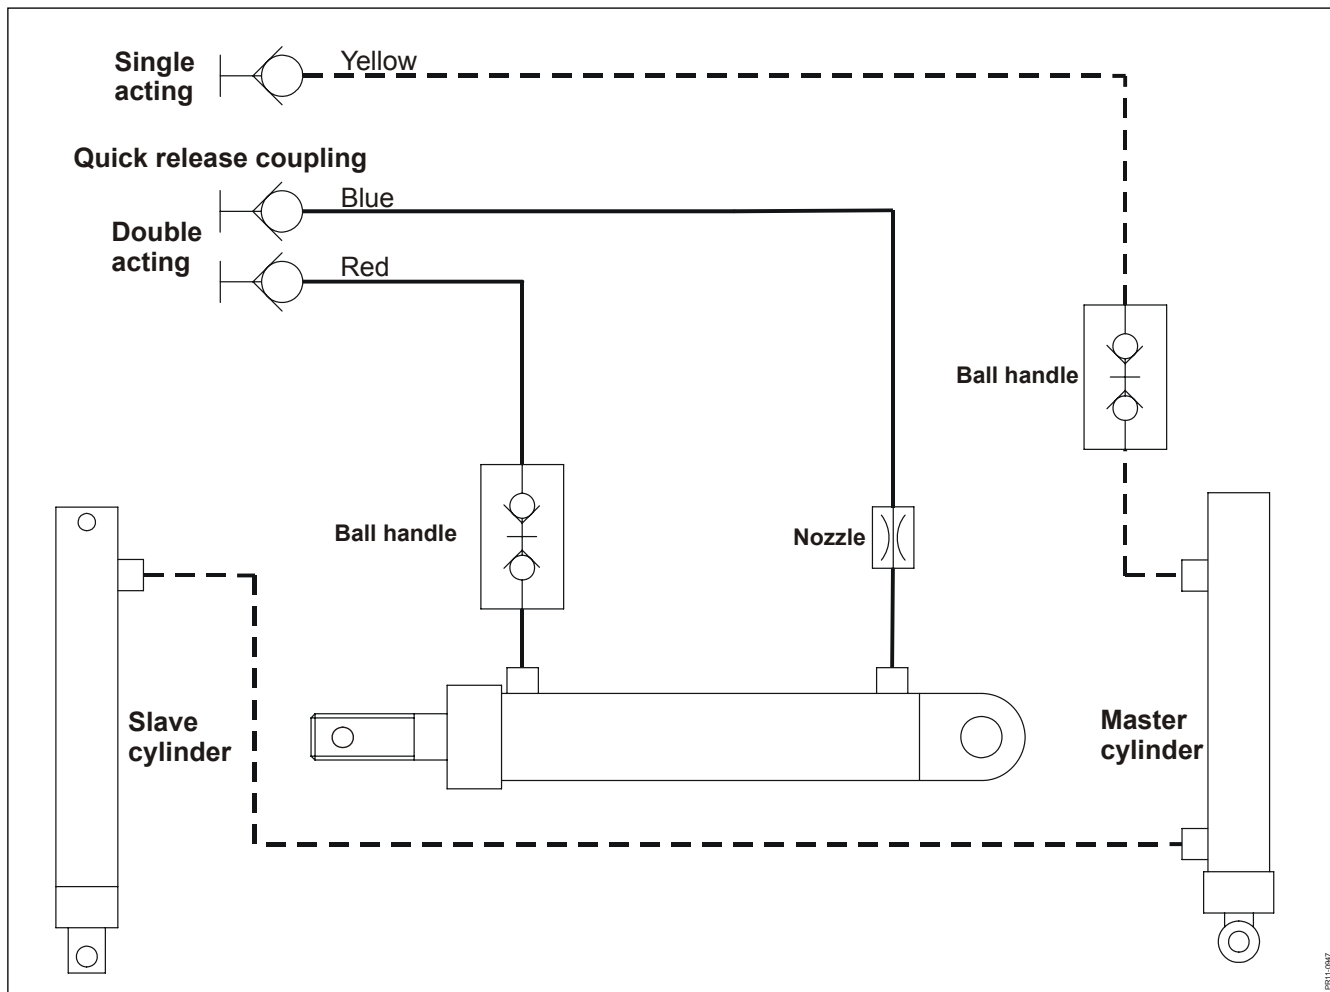 Single
acting
Yellow
Quick release coupling
Blue
Double
acting
Red
Ball handle
Ball handle
Nozzle
Slave
cylinder
Master
cylinder
PR11-0947